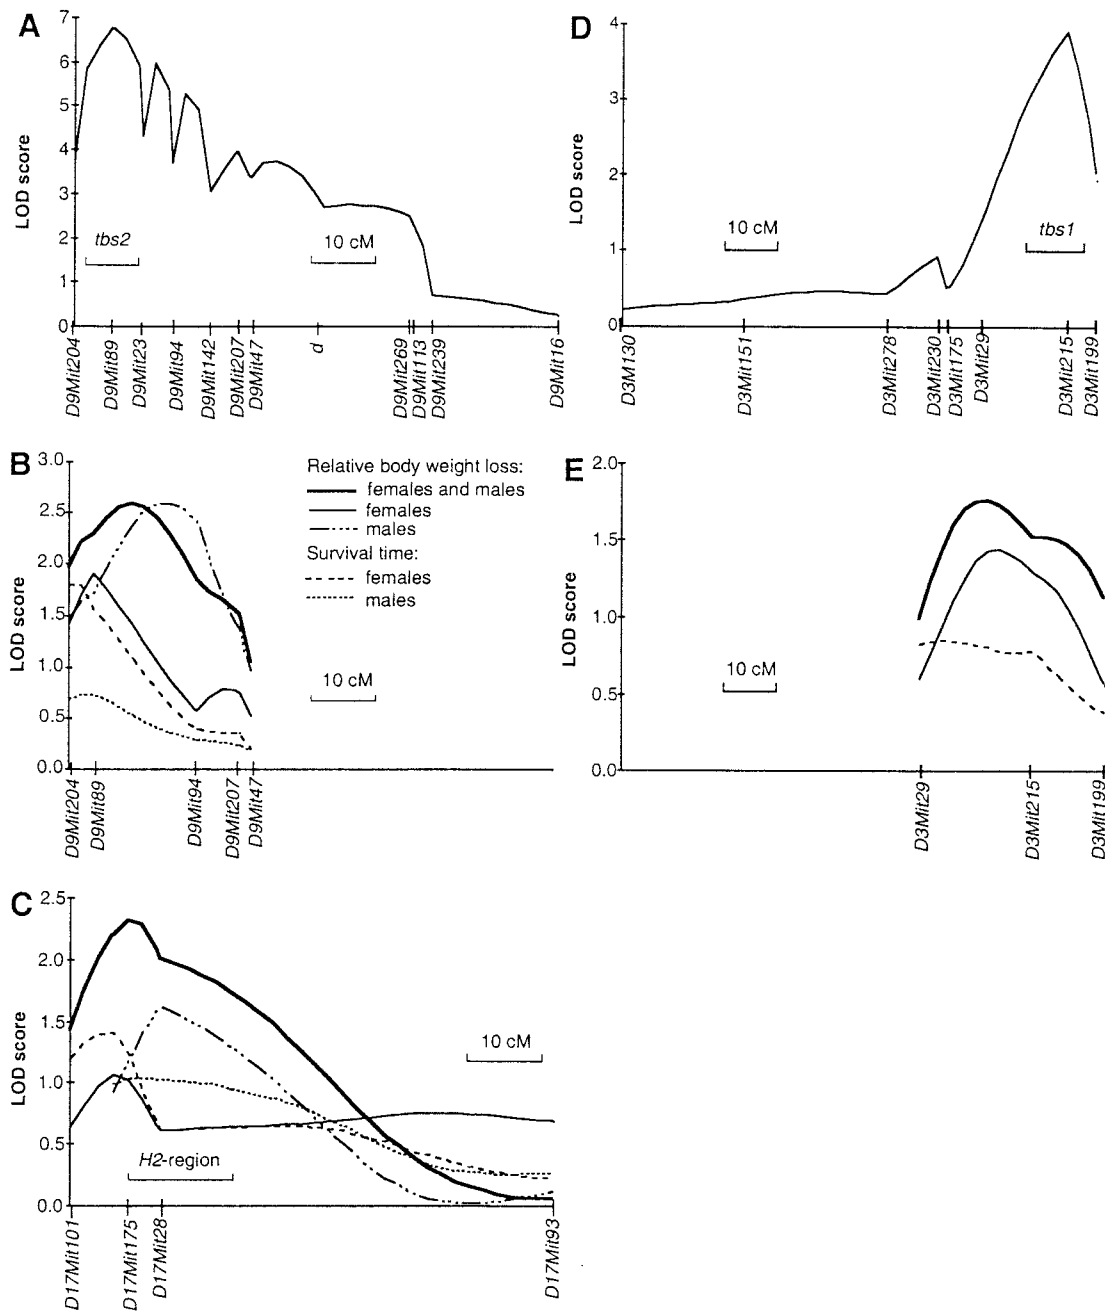 A
7
6
5
4
3
2
1
0
LOD score
tbs2
10 cM
D9Mit204
D9Mit89
D9Mit23
D9Mit94
D9Mit142
D9Mit207
D9Mit47
d
D9Mit269
D9Mit113
D9Mit239
D9Mit16
D
4
3
2
1
0
LOD score
10 cM
tbs1
D3M130
D3Mit151
D3Mit278
D3Mit230
D3Mit175
D3Mit29
D3Mit215
D3Mit199
B
3.0
2.5
2.0
1.5
1.0
0.5
0.0
LOD score
Relative body weight loss:
females and males
females
males
Survival time:
females
males
10 cM
D9Mit204
D9Mit89
D9Mit94
D9Mit207
D9Mit47
E
2.0
1.5
1.0
0.5
0.0
LOD score
10 cM
D3Mit29
D3Mit215
D3Mit199
C
2.5
2.0
1.5
1.0
0.5
0.0
LOD score
10 cM
H2-region
D17Mit101
D17Mit175
D17Mit28
D17Mit93